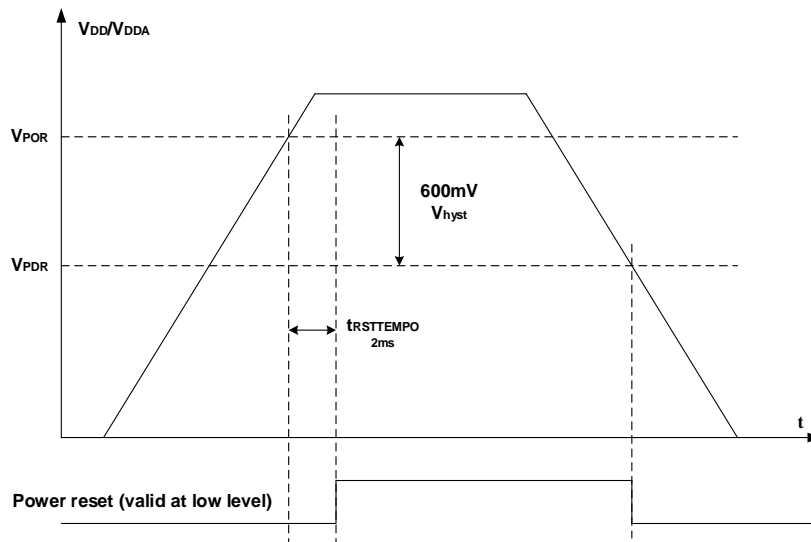 VDD/VDDA
VPOR
600mV
Vhyst
VPDR
tRSTTEMPO
2ms
t
Power reset (valid at low level)